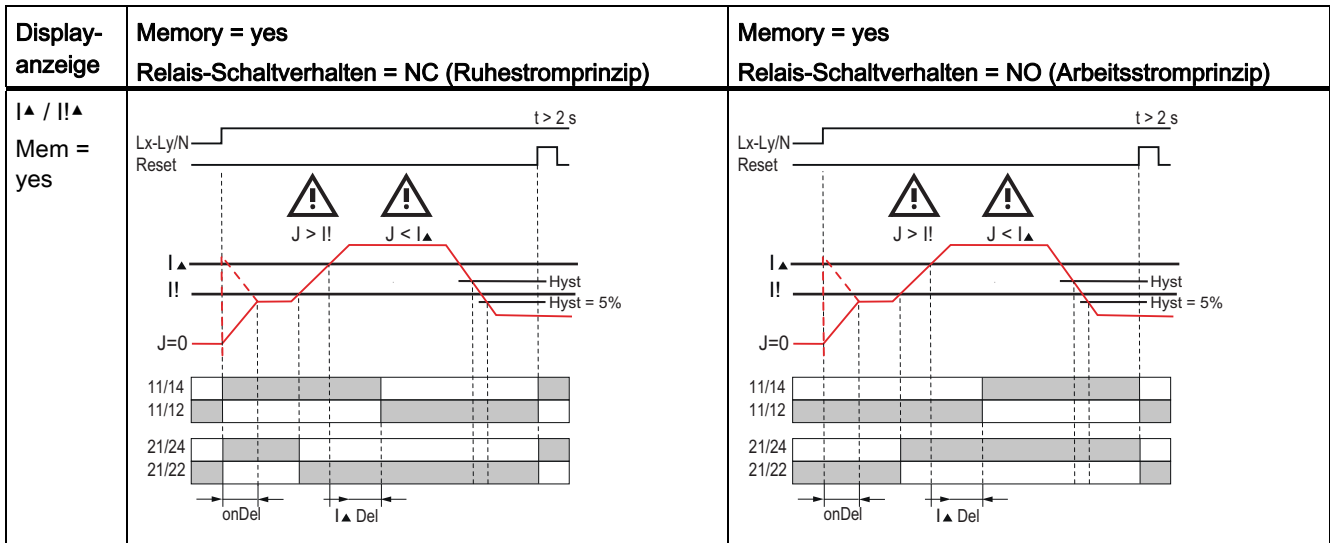 Display-
anzeige
Memory = yes
Relais-Schaltverhalten = NC (Ruhestromprinzip)
Memory = yes
Relais-Schaltverhalten = NO (Arbeitsstromprinzip)
I▲ / I!▲
Mem =
yes
t > 2 s
Lx-Ly/N
Reset
J > I!
J < I▲
I▲
Hyst
I!
Hyst = 5%
J=0
11/14
11/12
21/24
21/22
onDel
I▲ Del
t > 2 s
Lx-Ly/N
Reset
J > I!
J < I▲
I▲
Hyst
I!
Hyst = 5%
J=0
11/14
11/12
21/24
21/22
onDel
I▲ Del